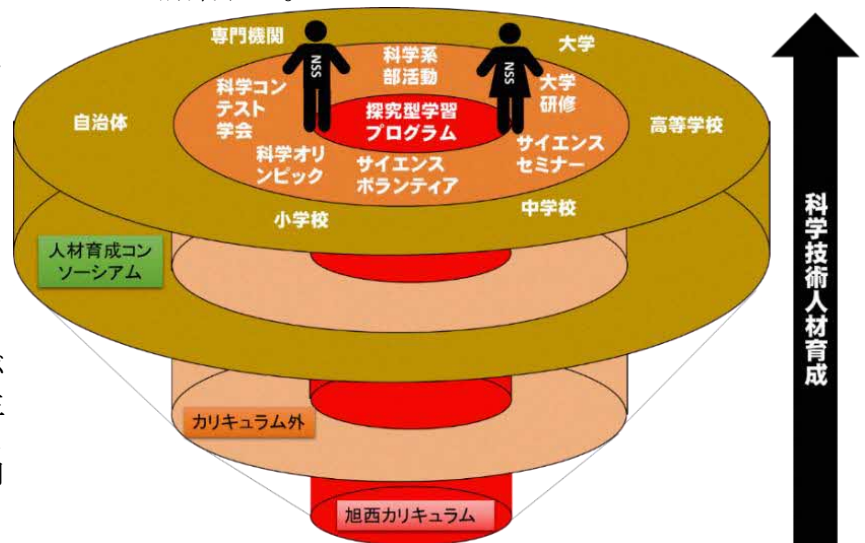 専門機関
大学
NSS
NSS
科学系
部活動
科学コン
テスト
学会
大学
研修
自治体
探究型学習
プログラム
高等学校
科学オリ
ンピック
サイエンス
ボランティア
サイエンス
セミナー
小学校
中学校
人材育成コン
ソーシアム
カリキュラム外
旭西カリキュラム
科学技術人材育成